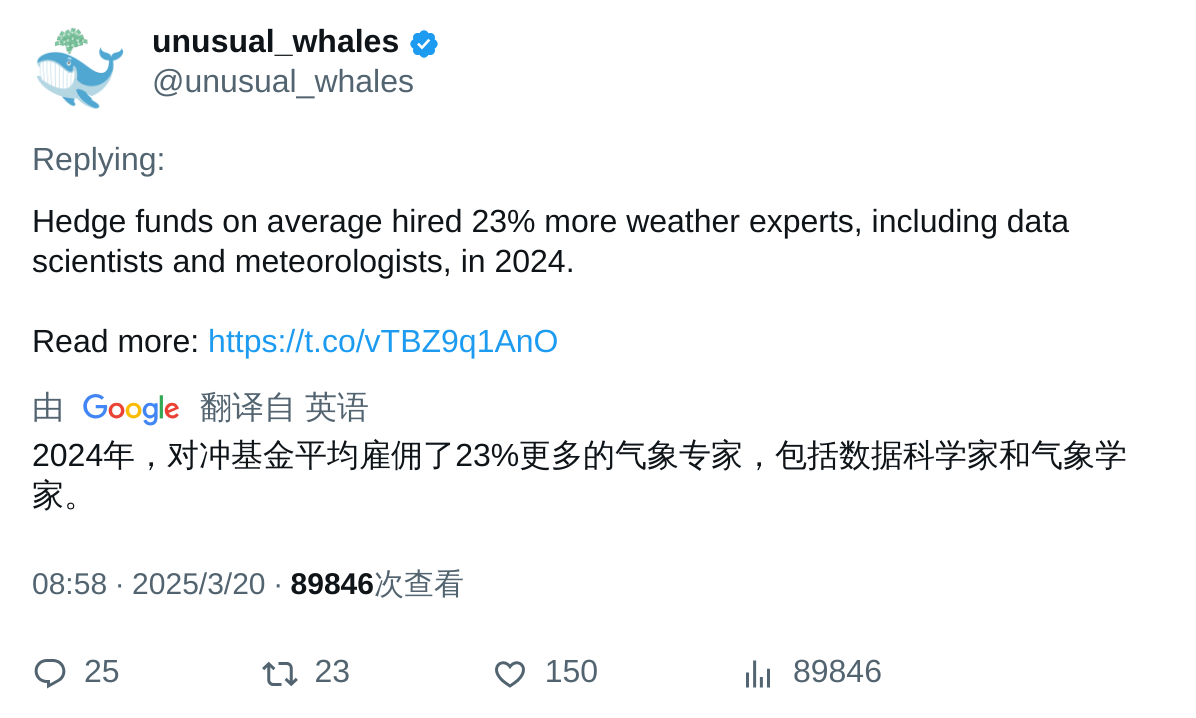 unusual_whales
@unusual_whales
Replying:
Hedge funds on average hired 23% more weather experts, including data
scientists and meteorologists, in 2024.
Read more: https://t.co/vTBZ9q1AnO
由 Google 翻译自 英语
2024年，对冲基金平均雇佣了23%更多的气象专家，包括数据科学家和气象学
家。
08:58 · 2025/3/20 · 89846次查看
25 23 150 89846